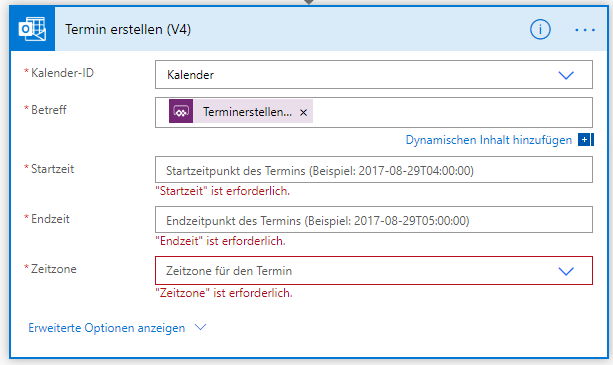 Termin erstellen (V4)
* Kalender-ID
Kalender
* Betreff
Terminerstellen... ×
Dynamischen Inhalt hinzufügen
* Startzeit
Startzeitpunkt des Termins (Beispiel: 2017-08-29T04:00:00)
"Startzeit" ist erforderlich.
* Endzeit
Endzeitpunkt des Termins (Beispiel: 2017-08-29T05:00:00)
"Endzeit" ist erforderlich.
* Zeitzone
Zeitzone für den Termin
"Zeitzone" ist erforderlich.
Erweiterte Optionen anzeigen